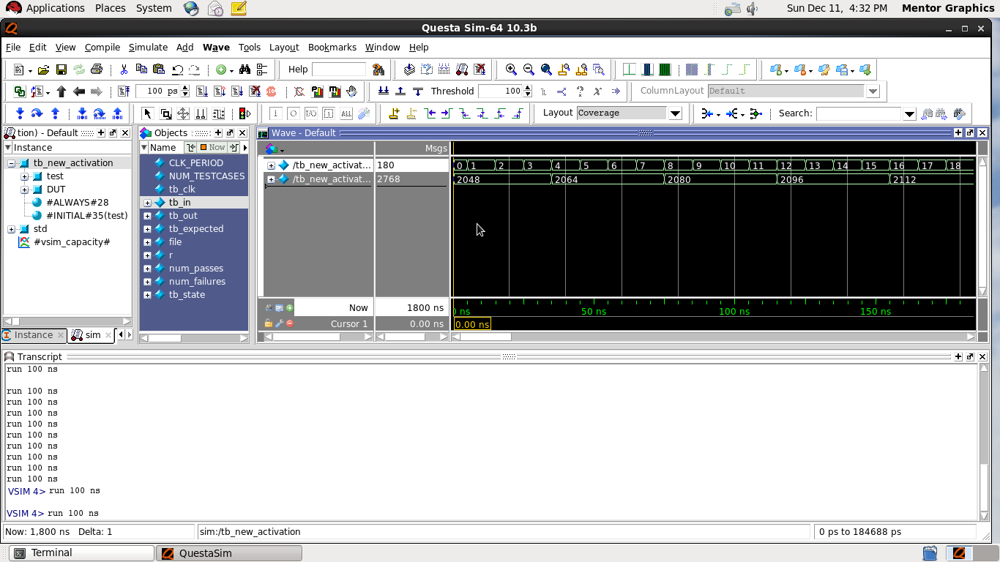 Applications Places System Sun Dec 11, 4:32 PM Mentor Graphics
Questa Sim-64 10.3b
File Edit View Compile Simulate Add Wave Tools Layout Bookmarks Window Help
Help
100 ps Threshold 100 ColumnLayout Default
Layout Coverage Search:
tion) - Default
Instance
tb_new_activation
test
DUT
#ALWAYS#28
#INITIAL#35(test)
std
#vsim_capacity#
Instance sim
Objects
Name Now
CLK_PERIOD
NUM_TESTCASES
tb_clk
tb_in
tb_out
tb_expected
file
r
num_passes
num_failures
tb_state
Wave - Default
Msgs
/tb_new_activat... 180 0 1 2 3 4 5 6 7 8 9 10 11 12 13 14 15 16 17 18
/tb_new_activat... 2768 2048 2064 2080 2096 2112
Now 1800 ns ns 50 ns 100 ns 150 ns
Cursor 1 0.00 ns 0.00 ns
Transcript
run 100 ns
run 100 ns
run 100 ns
run 100 ns
run 100 ns
run 100 ns
run 100 ns
run 100 ns
run 100 ns
run 100 ns
VSIM 4> run 100 ns
VSIM 4> run 100 ns
Now: 1,800 ns Delta: 1 sim:/tb_new_activation 0 ps to 184688 ps
Terminal QuestaSim